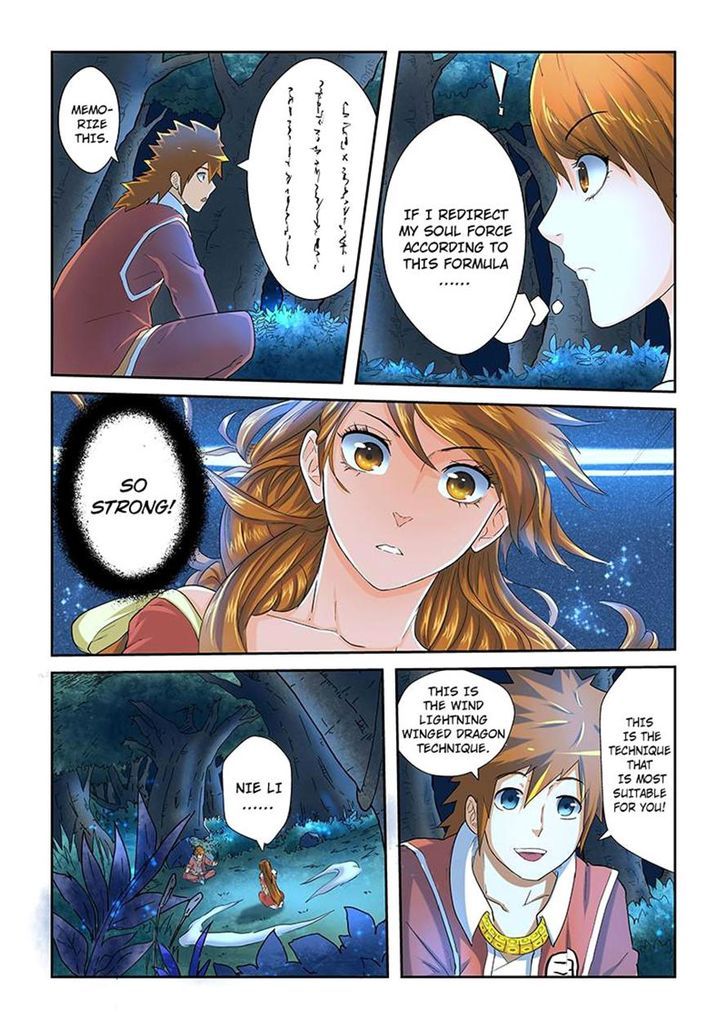 MEMO-
RIZE
THIS.
!
IF I REDIRECT
MY SOUL FORCE
ACCORDING TO
THIS FORMULA
......
SO
STRONG!
NIE LI
......
THIS IS
THE WIND
LIGHTNING
WINGED DRAGON
TECHNIQUE.
THIS
IS THE
TECHNIQUE
THAT
IS MOST
SUITABLE
FOR YOU!